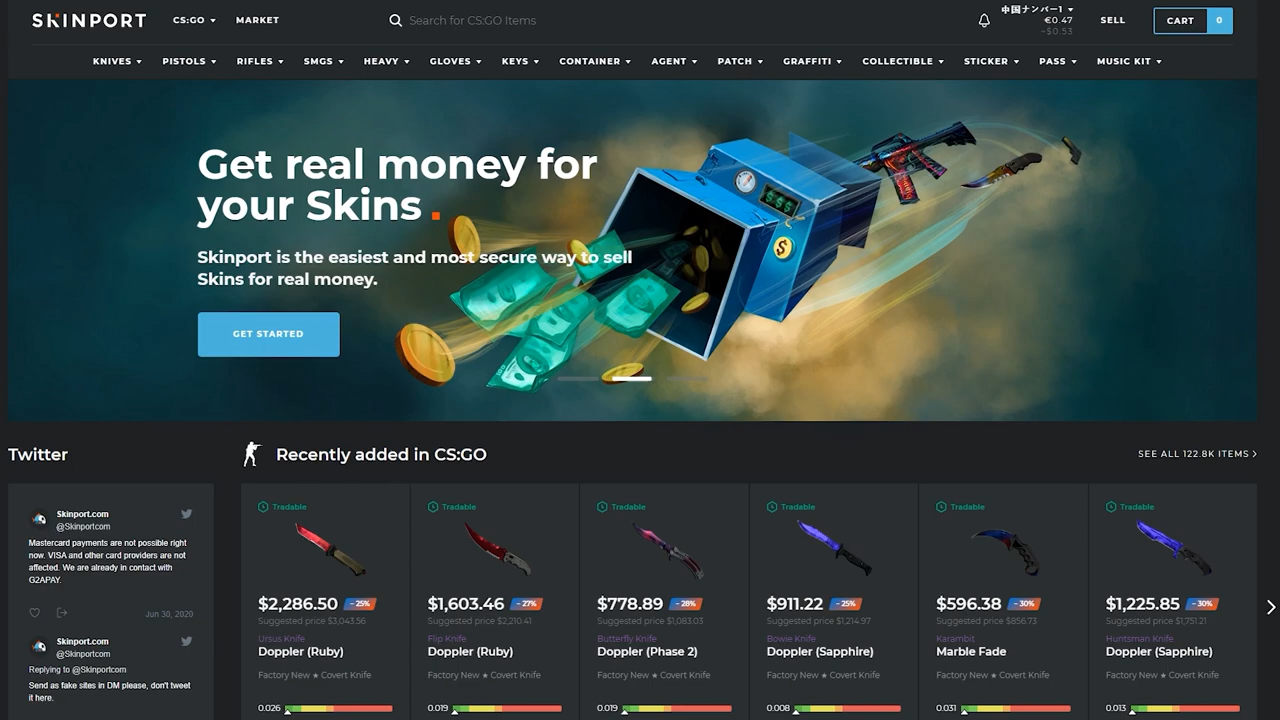 SKINPORT
CS:GO
MARKET
Search for CS:GO Items
中国ナンバー1
€0.47
~$0.53
SELL
CART 0
KNIVES PISTOLS RIFLES SMGS HEAVY GLOVES KEYS CONTAINER AGENT PATCH GRAFFITI COLLECTIBLE STICKER PASS MUSIC KIT
Get real money for
your Skins.
Skinport is the easiest and most secure way to sell
Skins for real money.
GET STARTED
$$$
$
Twitter
Skinport.com
@Skinportcom
Mastercard payments are not possible right
now. VISA and other card providers are not
affected. We are already in contact with
G2APAY.
Jun 30, 2020
Skinport.com
@Skinportcom
Replying to @Skinportcom
Send as fake sites in DM please, don't tweet
it here.
Recently added in CS:GO
SEE ALL 122.8K ITEMS
Tradable
$2,286.50 - 25%
Suggested price $3,043.56
Ursus Knife
Doppler (Ruby)
Factory New ★ Covert Knife
0.026
Tradable
$1,603.46 - 27%
Suggested price $2,210.41
Flip Knife
Doppler (Ruby)
Factory New ★ Covert Knife
0.019
Tradable
$778.89 - 28%
Suggested price $1,083.03
Butterfly Knife
Doppler (Phase 2)
Factory New ★ Covert Knife
0.019
Tradable
$911.22 - 25%
Suggested price $1,214.97
Bowie Knife
Doppler (Sapphire)
Factory New ★ Covert Knife
0.008
Tradable
$596.38 - 30%
Suggested price $856.73
Karambit
Marble Fade
Factory New ★ Covert Knife
0.031
Tradable
$1,225.85 - 30%
Suggested price $1,751.21
Huntsman Knife
Doppler (Sapphire)
Factory New ★ Covert Knife
0.013